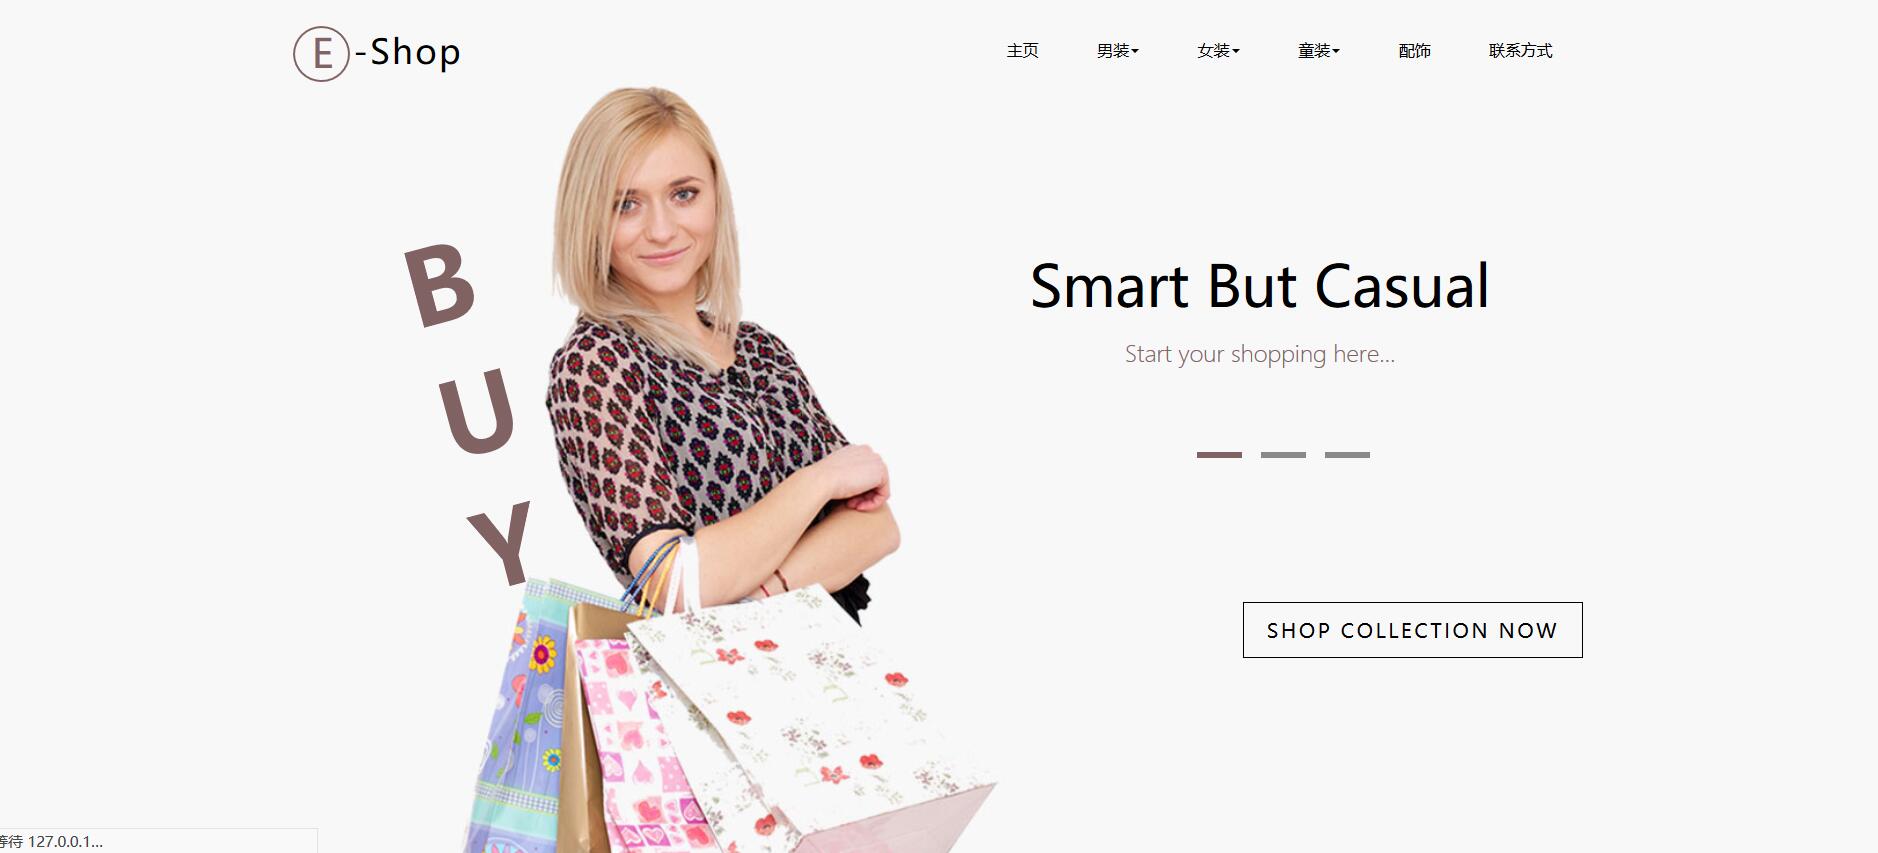 E-Shop
主页 男装 女装 童装 配饰 联系方式
B
U
Y
Smart But Casual
Start your shopping here...
SHOP COLLECTION NOW
等待 127.0.0.1...